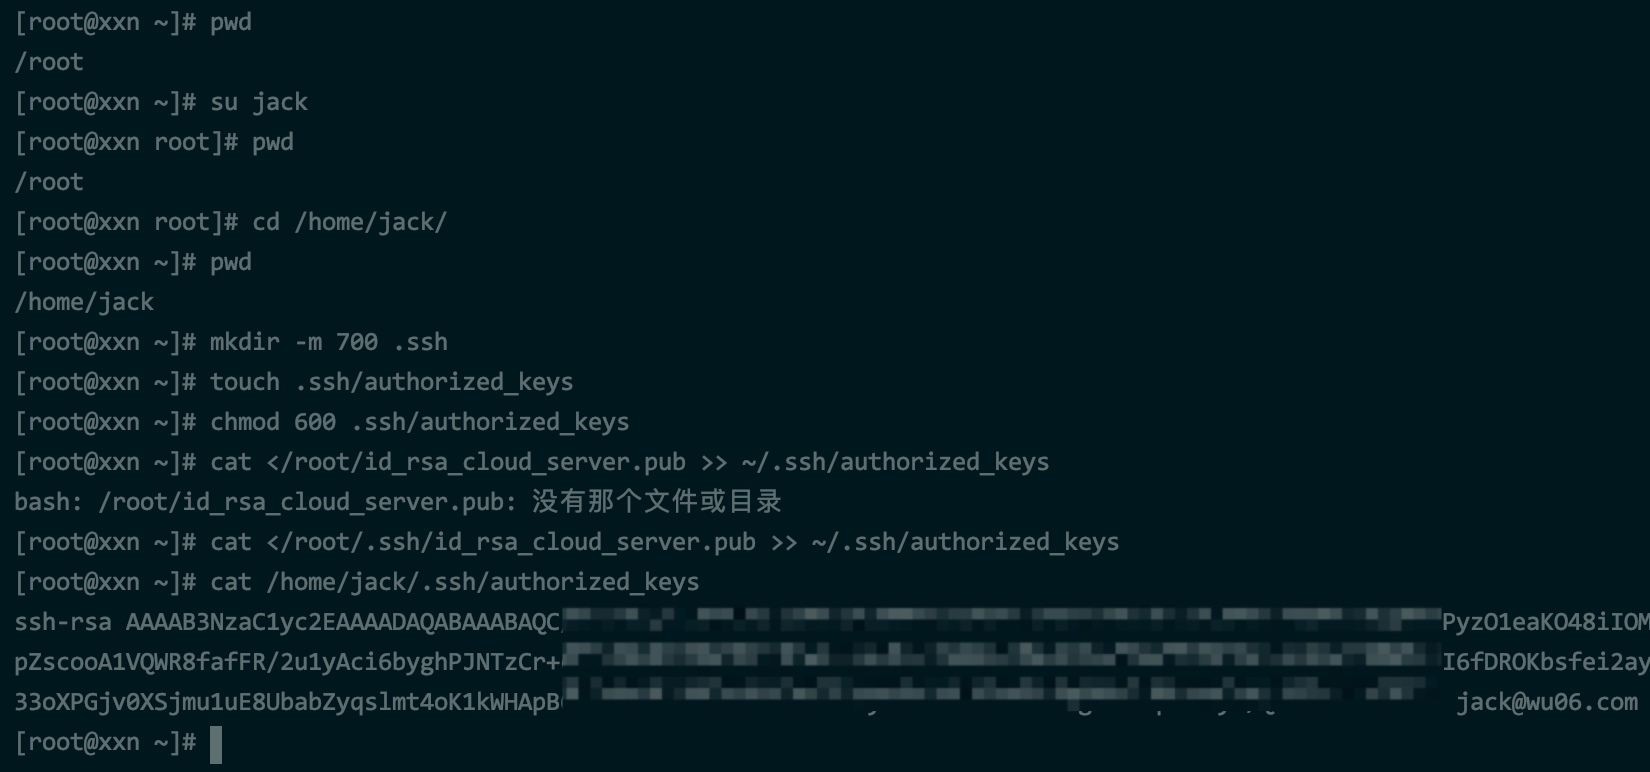 [root@xxn ~]# pwd
/root
[root@xxn ~]# su jack
[root@xxn root]# pwd
/root
[root@xxn root]# cd /home/jack/
[root@xxn ~]# pwd
/home/jack
[root@xxn ~]# mkdir -m 700 .ssh
[root@xxn ~]# touch .ssh/authorized_keys
[root@xxn ~]# chmod 600 .ssh/authorized_keys
[root@xxn ~]# cat </root/id_rsa_cloud_server.pub >> ~/.ssh/authorized_keys
bash: /root/id_rsa_cloud_server.pub: 没有那个文件或目录
[root@xxn ~]# cat </root/.ssh/id_rsa_cloud_server.pub >> ~/.ssh/authorized_keys
[root@xxn ~]# cat /home/jack/.ssh/authorized_keys
ssh-rsa AAAAB3NzaC1yc2EAAAADAQABAAABAQC PyzO1eaKO48iIOM
pZscooA1VQWR8fafFR/2u1yAci6byghPJNTzCr+ I6fDROKbsfei2ay
33oXPGjv0XSjmu1uE8UbabZyqslmt4oK1kWHApB jack@wu06.com
[root@xxn ~]#